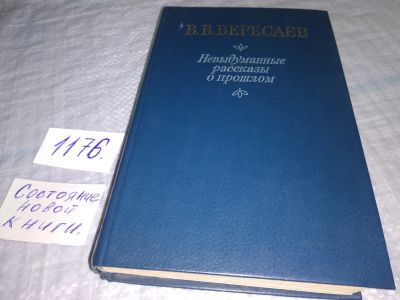 В.В.ВЕРЕСАЕВ
Невыдуманные
рассказы
о прошлом
1176.
Состояние
новой
книги.